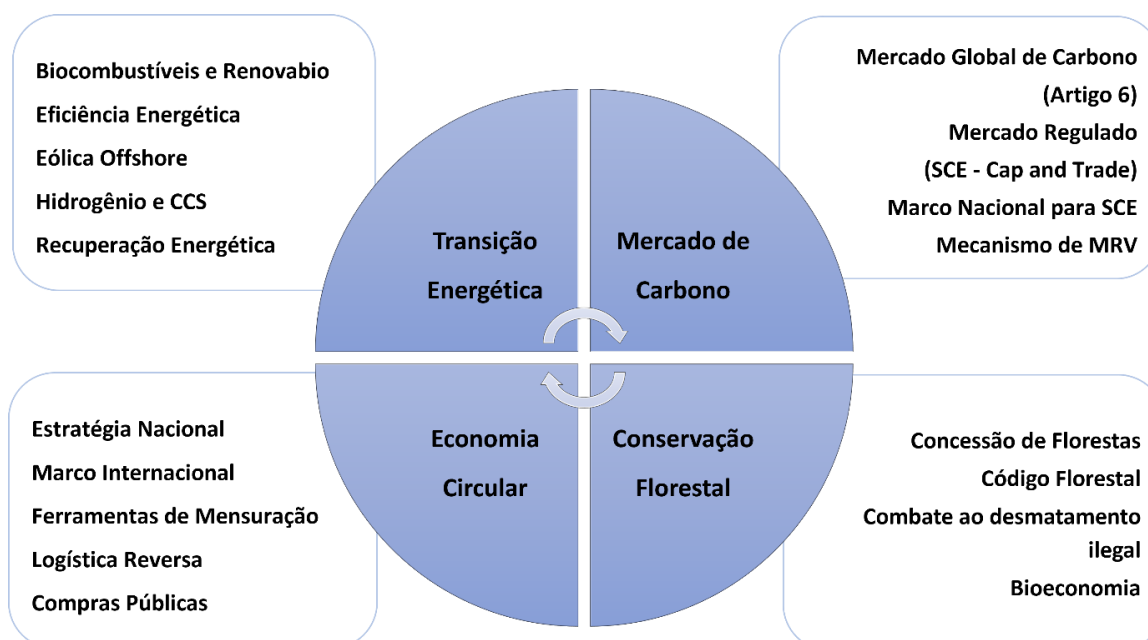 Biocombustíveis e Renovabio
Eficiência Energética
Eólica Offshore
Hidrogênio e CCS
Recuperação Energética
Transição
Energética
Mercado de
Carbono
Mercado Global de Carbono
(Artigo 6)
Mercado Regulado
(SCE - Cap and Trade)
Marco Nacional para SCE
Mecanismo de MRV
Estratégia Nacional
Marco Internacional
Ferramentas de Mensuração
Logística Reversa
Compras Públicas
Economia
Circular
Conservação
Florestal
Concessão de Florestas
Código Florestal
Combate ao desmatamento
ilegal
Bioeconomia